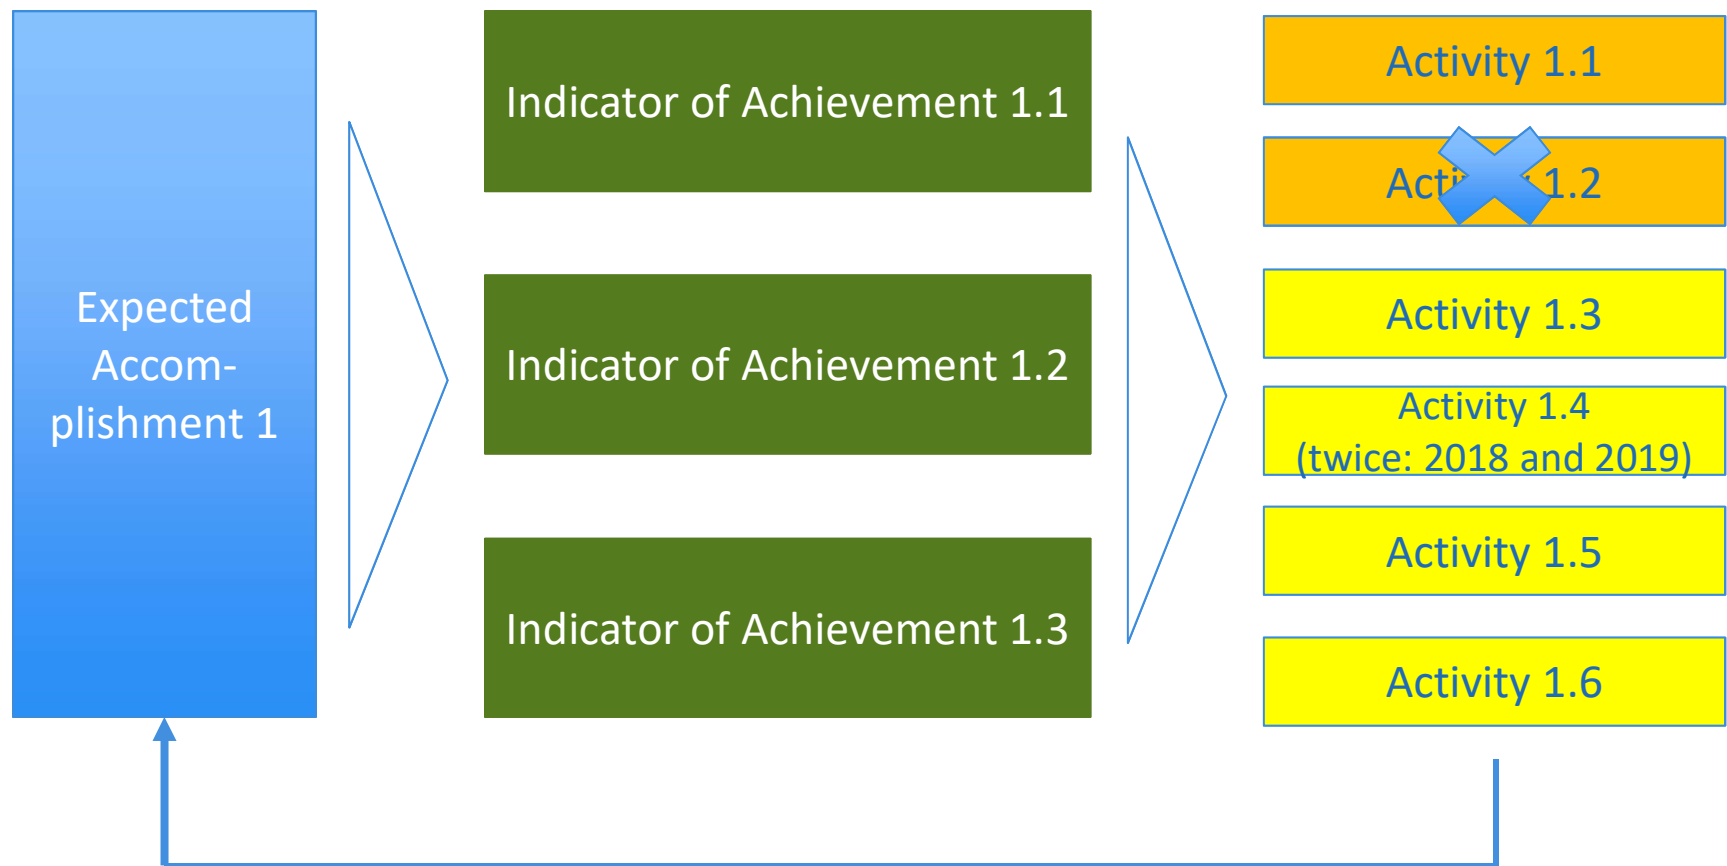 Expected
Accom-
plishment 1
Indicator of Achievement 1.1
Indicator of Achievement 1.2
Indicator of Achievement 1.3
Activity 1.1
Activity 1.2
Activity 1.3
Activity 1.4
(twice: 2018 and 2019)
Activity 1.5
Activity 1.6